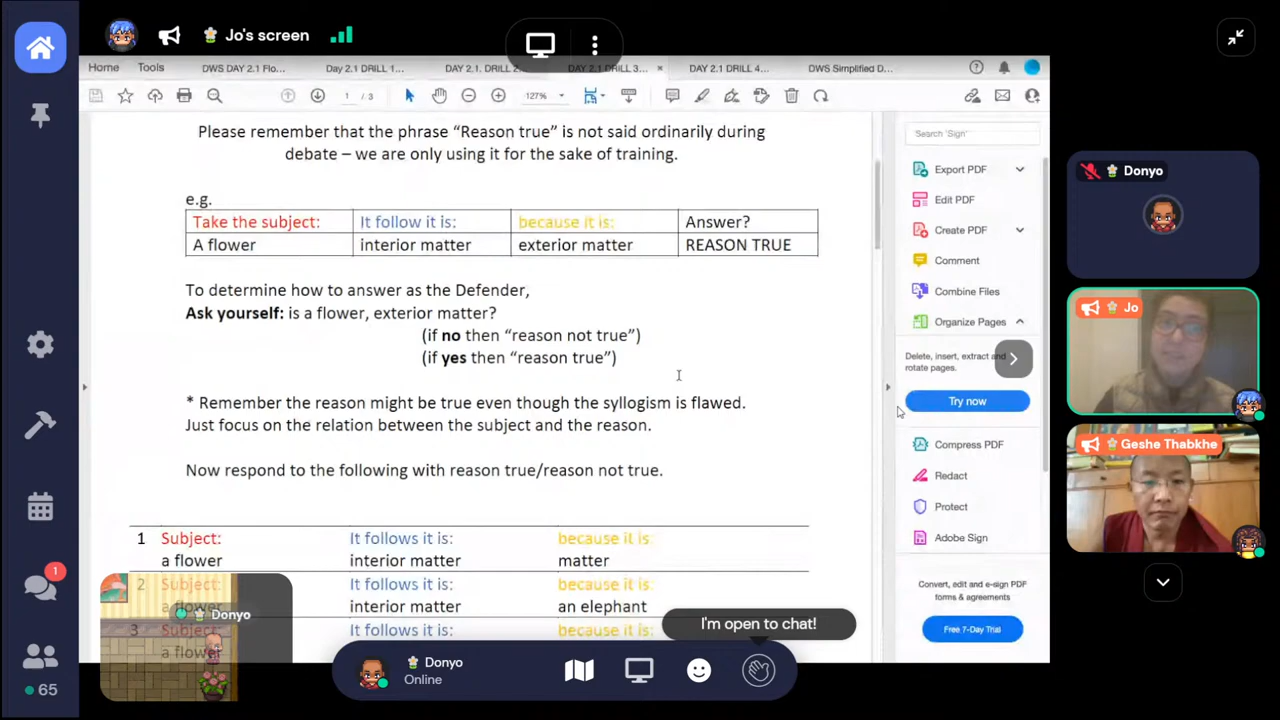 Jo's screen
Home Tools DWS DAY 2.1 Flo... Day 2.1 DRILL 1... DAY 2.1. DRILL 2... DAY 2.1 DRILL 3... × DAY 2.1 DRILL 4... DWS Simplified D...
1 / 3 127%
Please remember that the phrase “Reason true” is not said ordinarily during
debate – we are only using it for the sake of training.
e.g.
Take the subject: It follow it is: because it is: Answer?
A flower interior matter exterior matter REASON TRUE
To determine how to answer as the Defender,
Ask yourself: is a flower, exterior matter?
(if no then “reason not true”)
(if yes then “reason true”)
* Remember the reason might be true even though the syllogism is flawed.
Just focus on the relation between the subject and the reason.
Now respond to the following with reason true/reason not true.
1 Subject: It follows it is: because it is:
a flower interior matter matter
2 Subject: It follows it is: because it is:
a flower interior matter an elephant
3 Subject: It follows it is: because it is:
a flower
Search 'Sign'
Export PDF
Edit PDF
Create PDF
Comment
Combine Files
Organize Pages
Delete, insert, extract and
rotate pages.
Try now
Compress PDF
Redact
Protect
Adobe Sign
Convert, edit and e-sign PDF
forms & agreements
Free 7-Day Trial
Donyo
Jo
Geshe Thabkhe
Donyo
I'm open to chat!
Donyo
Online
1
65